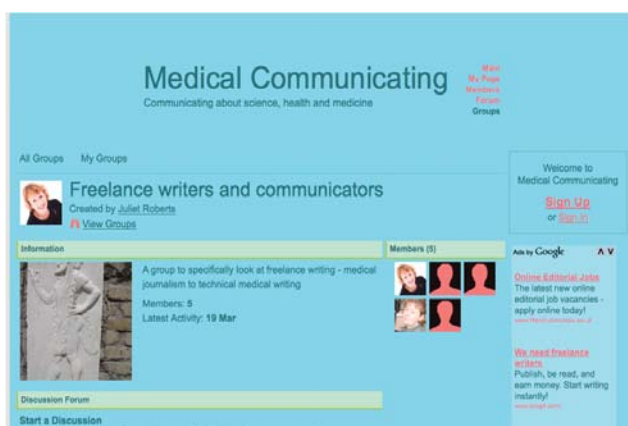 Medical Communicating
Communicating about science, health and medicine
Main
My Page
Members
Forum
Groups
All Groups My Groups
Freelance writers and communicators
Created by Juliet Roberts
View Groups
Welcome to
Medical Communicating
Sign Up
or Sign In
Information
A group to specifically look at freelance writing - medical
journalism to technical medical writing
Members: 5
Latest Activity: 19 Mar
Members (5)
Ads by Google
Online Editorial Jobs
The latest new online
editorial job vacancies -
apply online today!
We need freelance
writers
Publish, be read, and
earn money. Start writing
instantly!
Discussion Forum
Start a Discussion